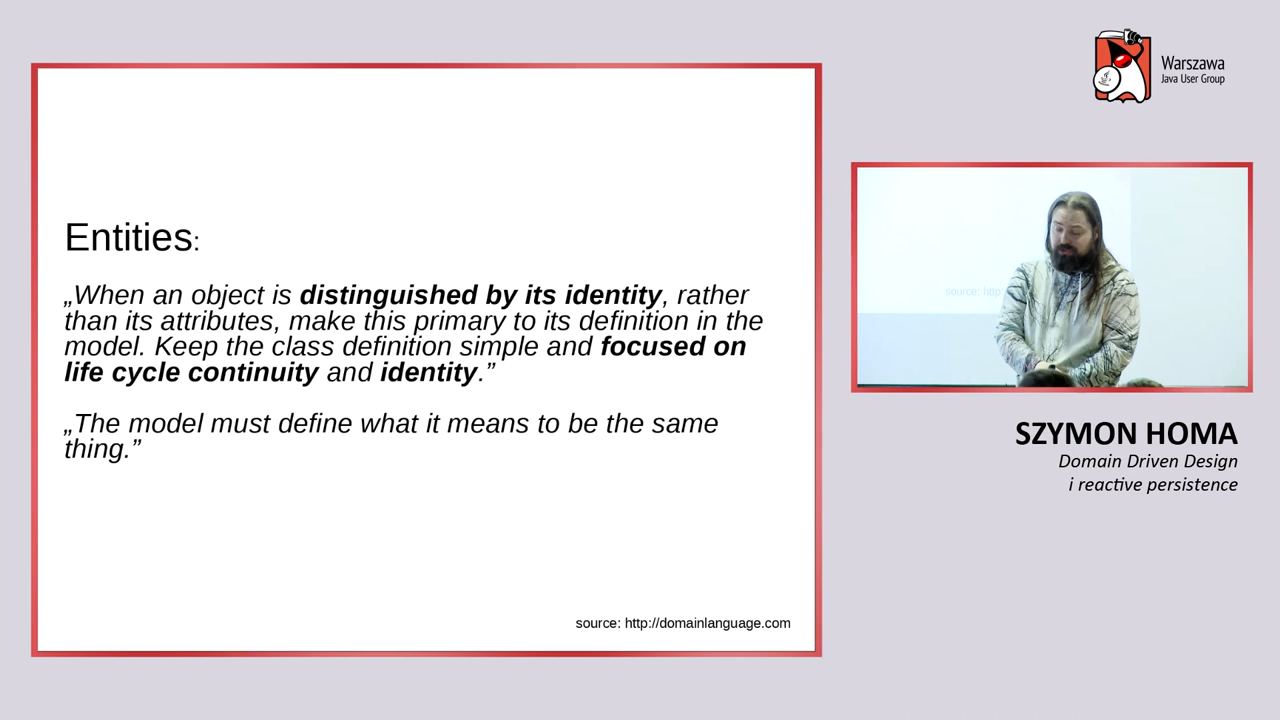 Warszawa
Java User Group
Entities:
„When an object is distinguished by its identity, rather
than its attributes, make this primary to its definition in the
model. Keep the class definition simple and focused on
life cycle continuity and identity.”
„The model must define what it means to be the same
thing.”
source: http://domainlanguage.com
source: http:
SZYMON HOMA
Domain Driven Design
i reactive persistence